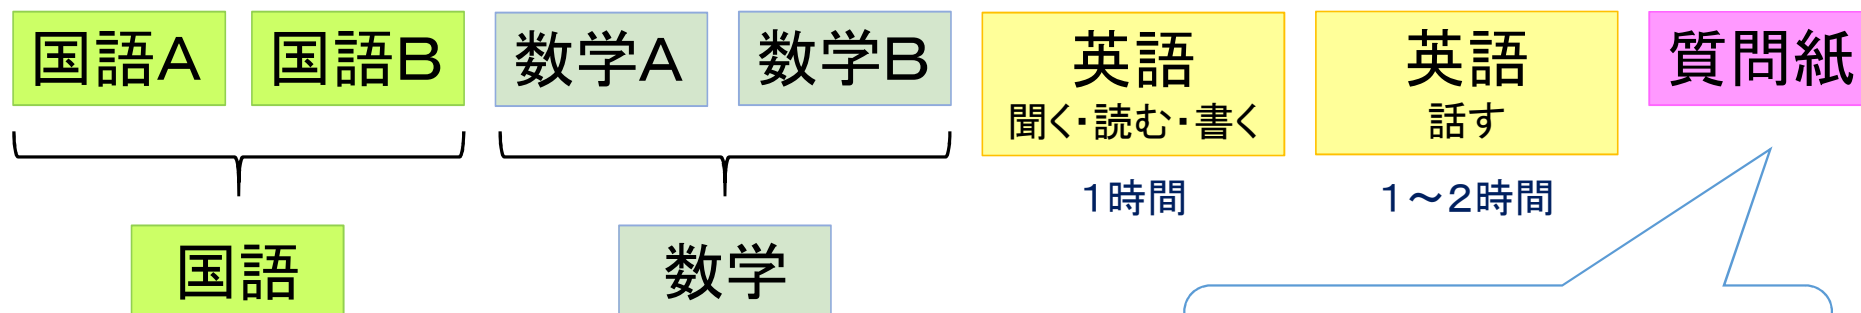 国語A
国語B
数学A
数学B
英語
聞く・読む・書く
英語
話す
質問紙
１時間
１～２時間
国語
数学